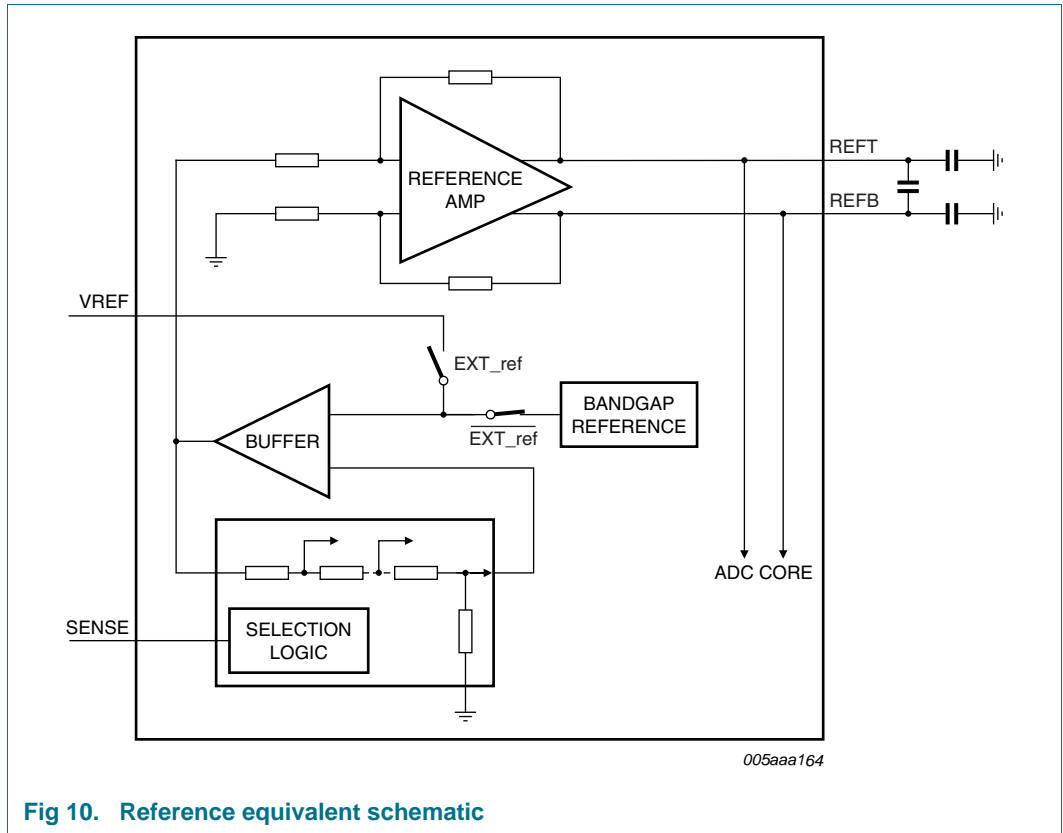 REFERENCE
AMP
REFT
REFB
VREF
EXT_ref
BANDGAP
REFERENCE
EXT_ref
BUFFER
ADC CORE
SENSE
SELECTION
LOGIC
005aaa164
Fig 10. Reference equivalent schematic